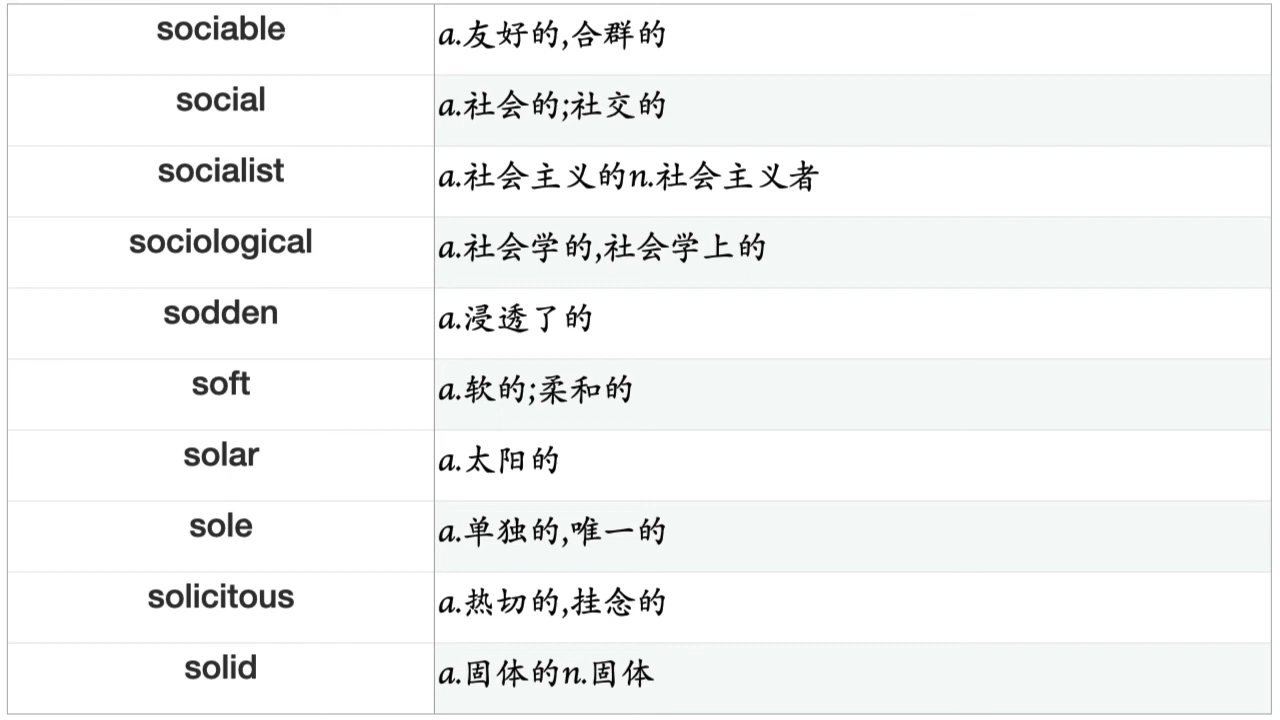 sociable a.友好的,合群的
social a.社会的;社交的
socialist a.社会主义的n.社会主义者
sociological a.社会学的,社会学上的
sodden a.浸透了的
soft a.软的;柔和的
solar a.太阳的
sole a.单独的,唯一的
solicitous a.热切的,挂念的
solid a.固体的n.固体